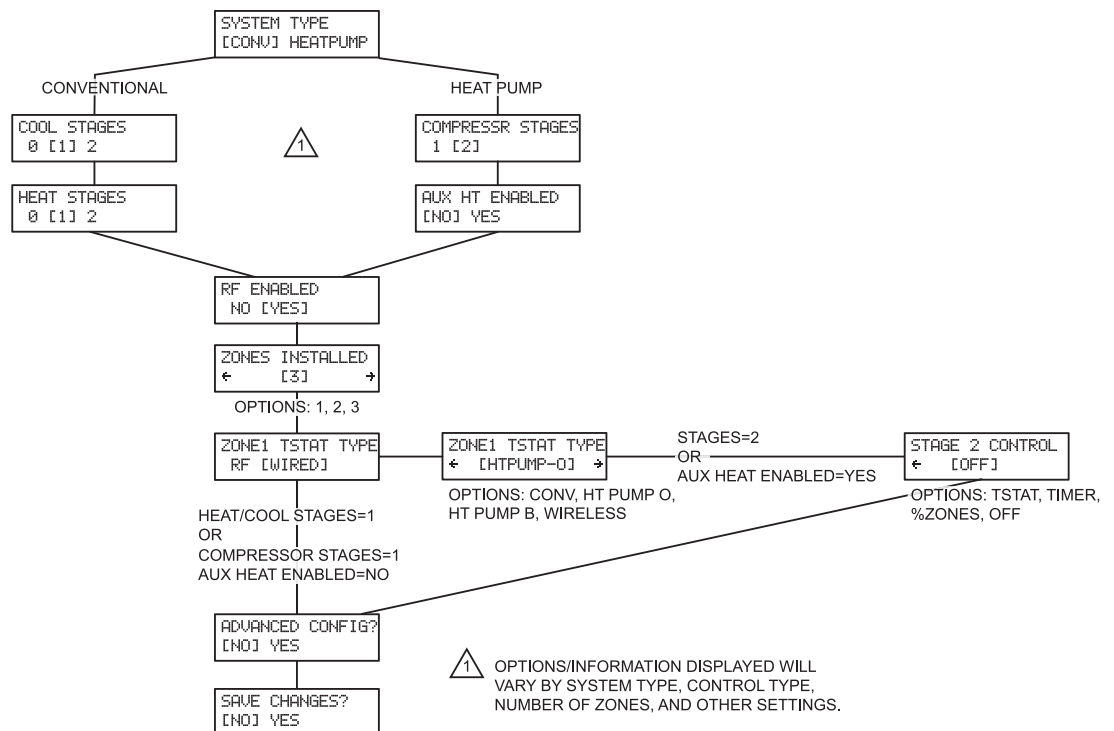 SYSTEM TYPE
[CONV] HEATPUMP
CONVENTIONAL
HEAT PUMP
COOL STAGES
0 [1] 2
COMPRESSR STAGES
1 [2]
1
HEAT STAGES
0 [1] 2
AUX HT ENABLED
[NO] YES
RF ENABLED
NO [YES]
ZONES INSTALLED
← [3] →
OPTIONS: 1, 2, 3
ZONE1 TSTAT TYPE
RF [WIRED]
ZONE1 TSTAT TYPE
← [HTPUMP-O] →
OPTIONS: CONV, HT PUMP O,
HT PUMP B, WIRELESS
STAGES=2
OR
AUX HEAT ENABLED=YES
STAGE 2 CONTROL
← [OFF]
OPTIONS: TSTAT, TIMER,
%ZONES, OFF
HEAT/COOL STAGES=1
OR
COMPRESSOR STAGES=1
AUX HEAT ENABLED=NO
ADVANCED CONFIG?
[NO] YES
SAVE CHANGES?
[NO] YES
1 OPTIONS/INFORMATION DISPLAYED WILL
VARY BY SYSTEM TYPE, CONTROL TYPE,
NUMBER OF ZONES, AND OTHER SETTINGS.